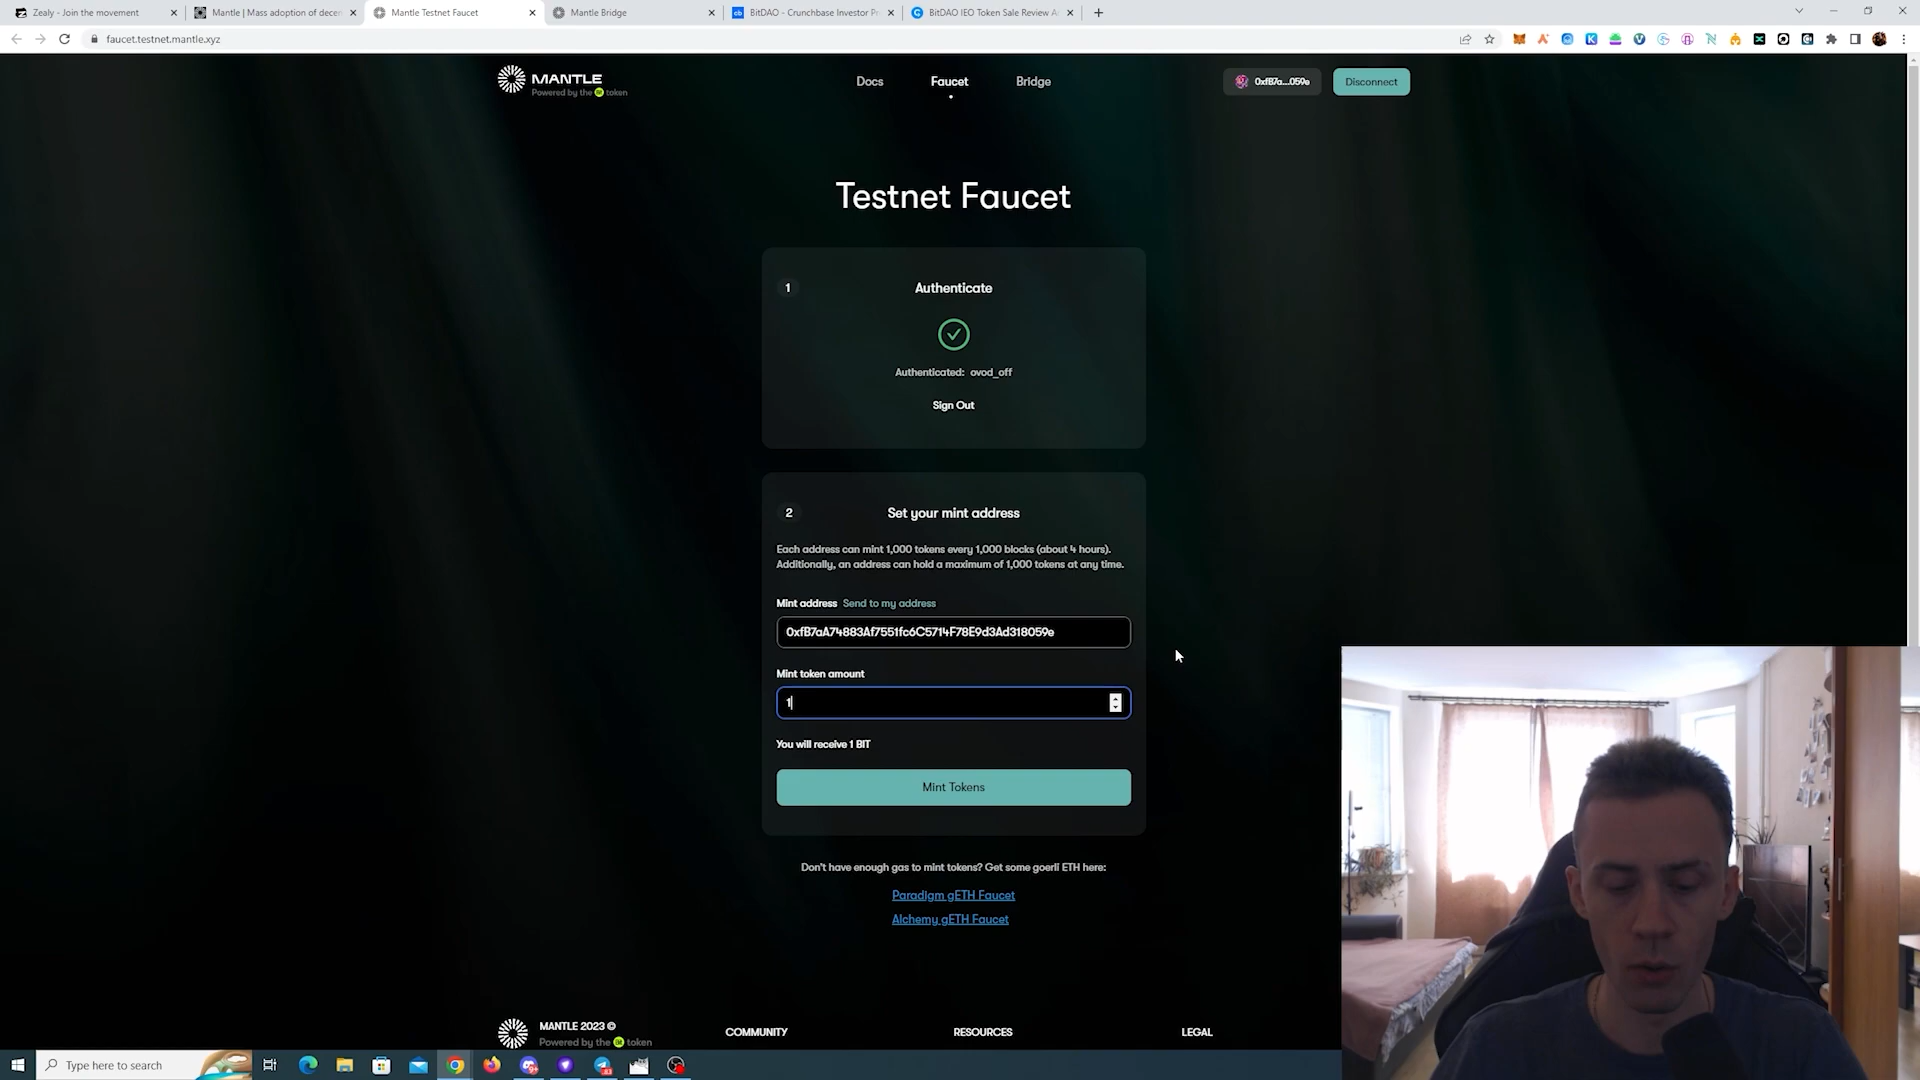 Zealy - Join the movement
Mantle | Mass adoption of decen
Mantle Testnet Faucet
Mantle Bridge
BitDAO - Crunchbase Investor Pr
BitDAO IEO Token Sale Review A
faucet.testnet.mantle.xyz
MANTLE
Powered by the token
Docs
Faucet
Bridge
0xfB7a...059e
Disconnect
Testnet Faucet
1
Authenticate
Authenticated: ovod_off
Sign Out
2
Set your mint address
Each address can mint 1,000 tokens every 1,000 blocks (about 4 hours).
Additionally, an address can hold a maximum of 1,000 tokens at any time.
Mint address Send to my address
0xfB7aA74883Af7551fc6C5714F78E9d3Ad318059e
Mint token amount
1
You will receive 1 BIT
Mint Tokens
Don't have enough gas to mint tokens? Get some goerli ETH here:
Paradigm gETH Faucet
Alchemy gETH Faucet
MANTLE 2023 ©
Powered by the token
COMMUNITY
RESOURCES
LEGAL
Type here to search